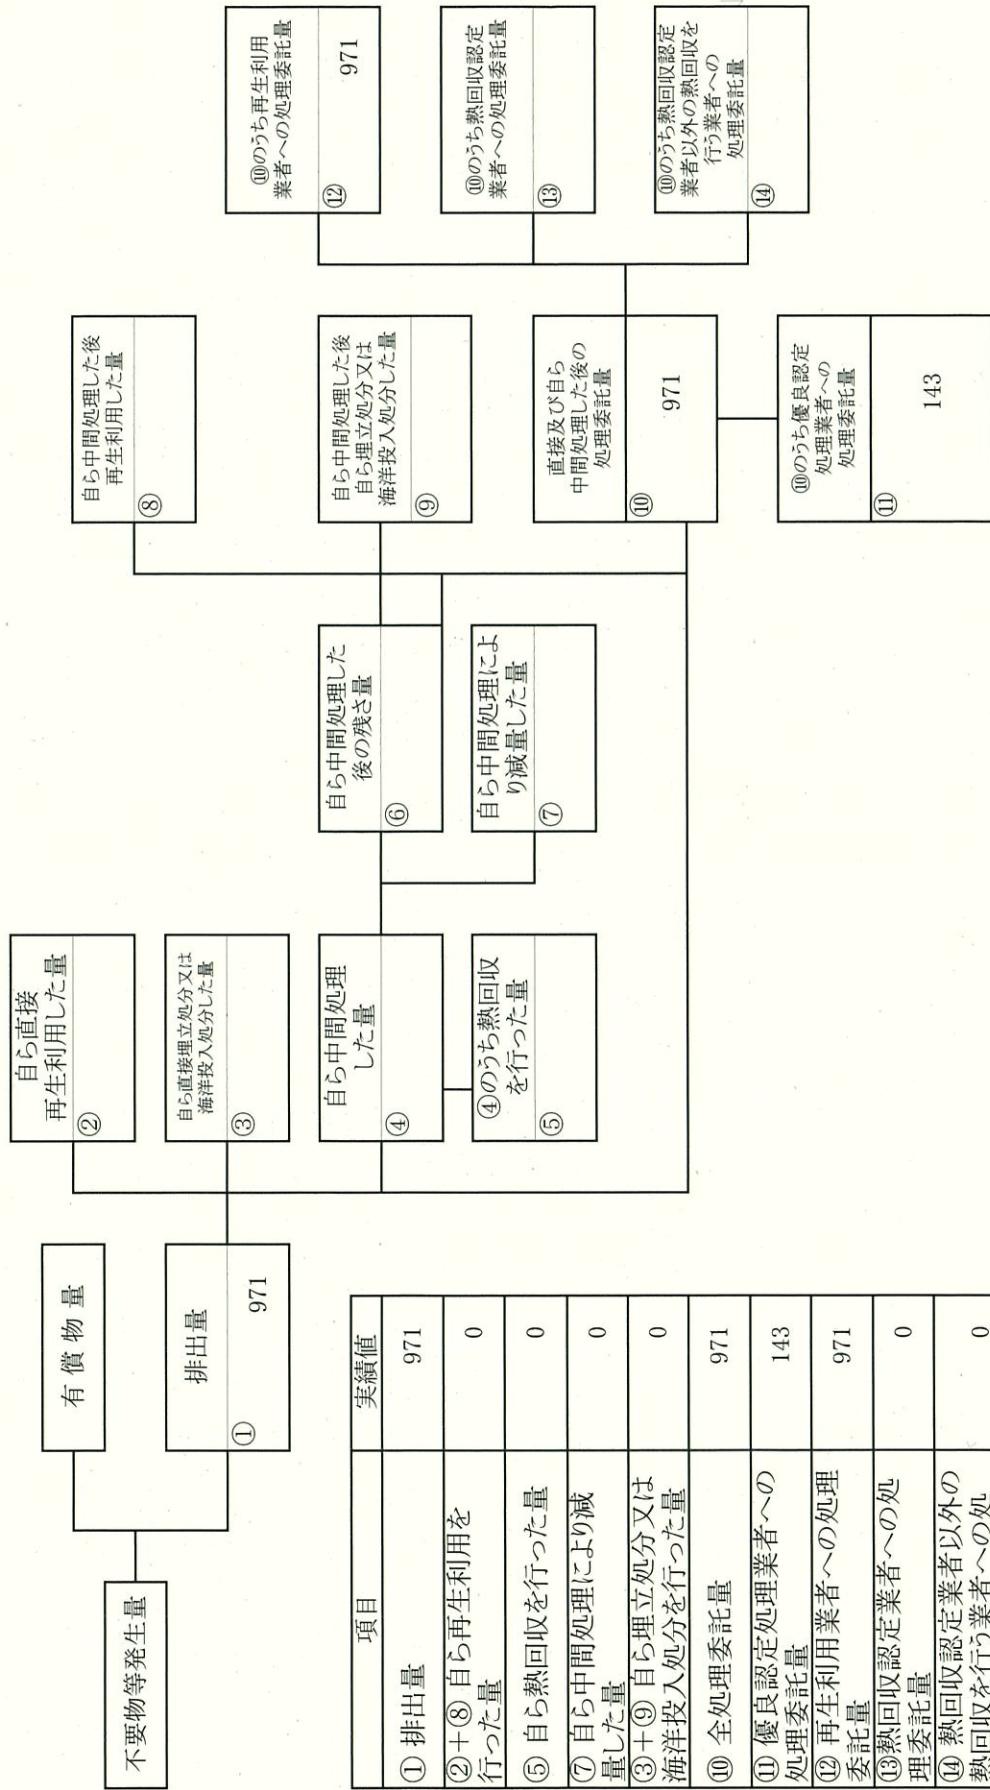 不要物等発生量
有償物量
排出量
①
971
自ら直接
再生利用した量
②
自ら直接埋立処分又は
海洋投入処分した量
③
自ら中間処理
した量
④
④のうち熱回収
を行った量
⑤
自ら中間処理した
後の残さ量
⑥
自ら中間処理によ
り減量した量
⑦
自ら中間処理した後
再生利用した量
⑧
自ら中間処理した後
自ら埋立処分又は
海洋投入処分した量
⑨
直接及び自ら
中間処理した後の
処理委託量
⑩
971
⑩のうち優良認定
処理業者への
処理委託量
⑪
143
⑩のうち再生利用
業者への処理委託量
⑫
971
⑩のうち熱回収認定
業者への処理委託量
⑬
⑩のうち熱回収認定
業者以外の熱回収を
行う業者への
処理委託量
⑭
項目 実績値
① 排出量 971
②+⑧ 自ら再生利用を
行った量 0
⑤ 自ら熱回収を行った量 0
⑦ 自ら中間処理により減
量した量 0
③+⑨ 自ら埋立処分又は
海洋投入処分を行った量 0
⑩ 全処理委託量 971
⑪ 優良認定処理業者への
処理委託量 143
⑫ 再生利用業者への処理
委託量 971
⑬熱回収認定業者への処
理委託量 0
⑭ 熱回収認定業者以外の
熱回収を行う業者への処 0